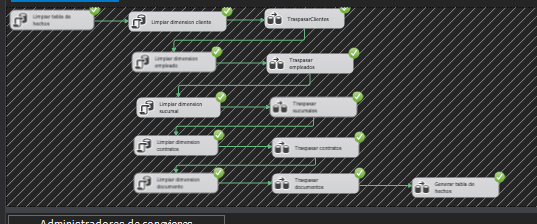 Limpiar tabla de
hechos
Limpiar dimension cliente
TraspasarClientes
Limpiar dimension
empleado
Traspasar
empleados
Limpiar dimension
sucursal
Traspasar
sucursales
Limpiar dimension
contratos
Traspasar contratos
Limpiar dimension
documento
Traspasar
documentos
Generar tabla de
hechos
Administradores de conexiones